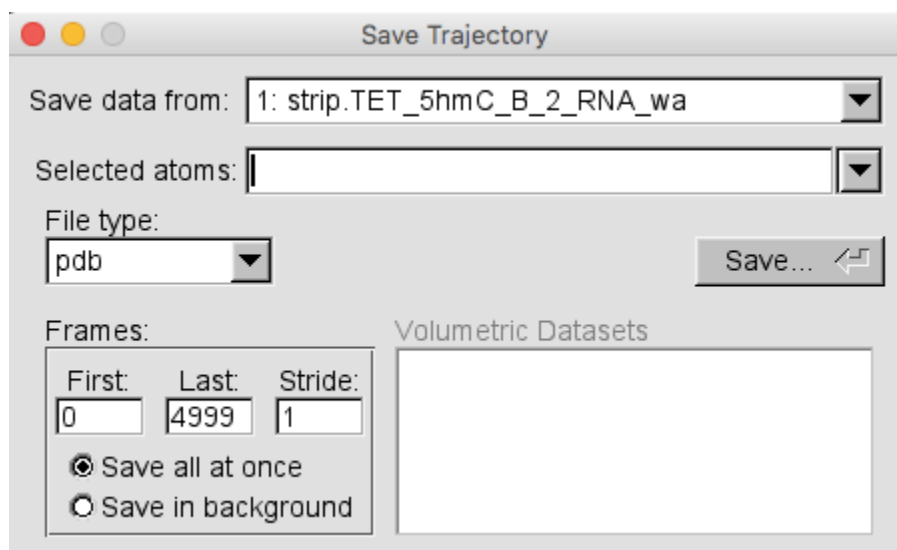 Save Trajectory
Save data from: 1: strip.TET_5hmC_B_2_RNA_wa
Selected atoms:
File type:
pdb
Save...
Frames:
Volumetric Datasets
First: Last: Stride:
0 4999 1
Save all at once
Save in background